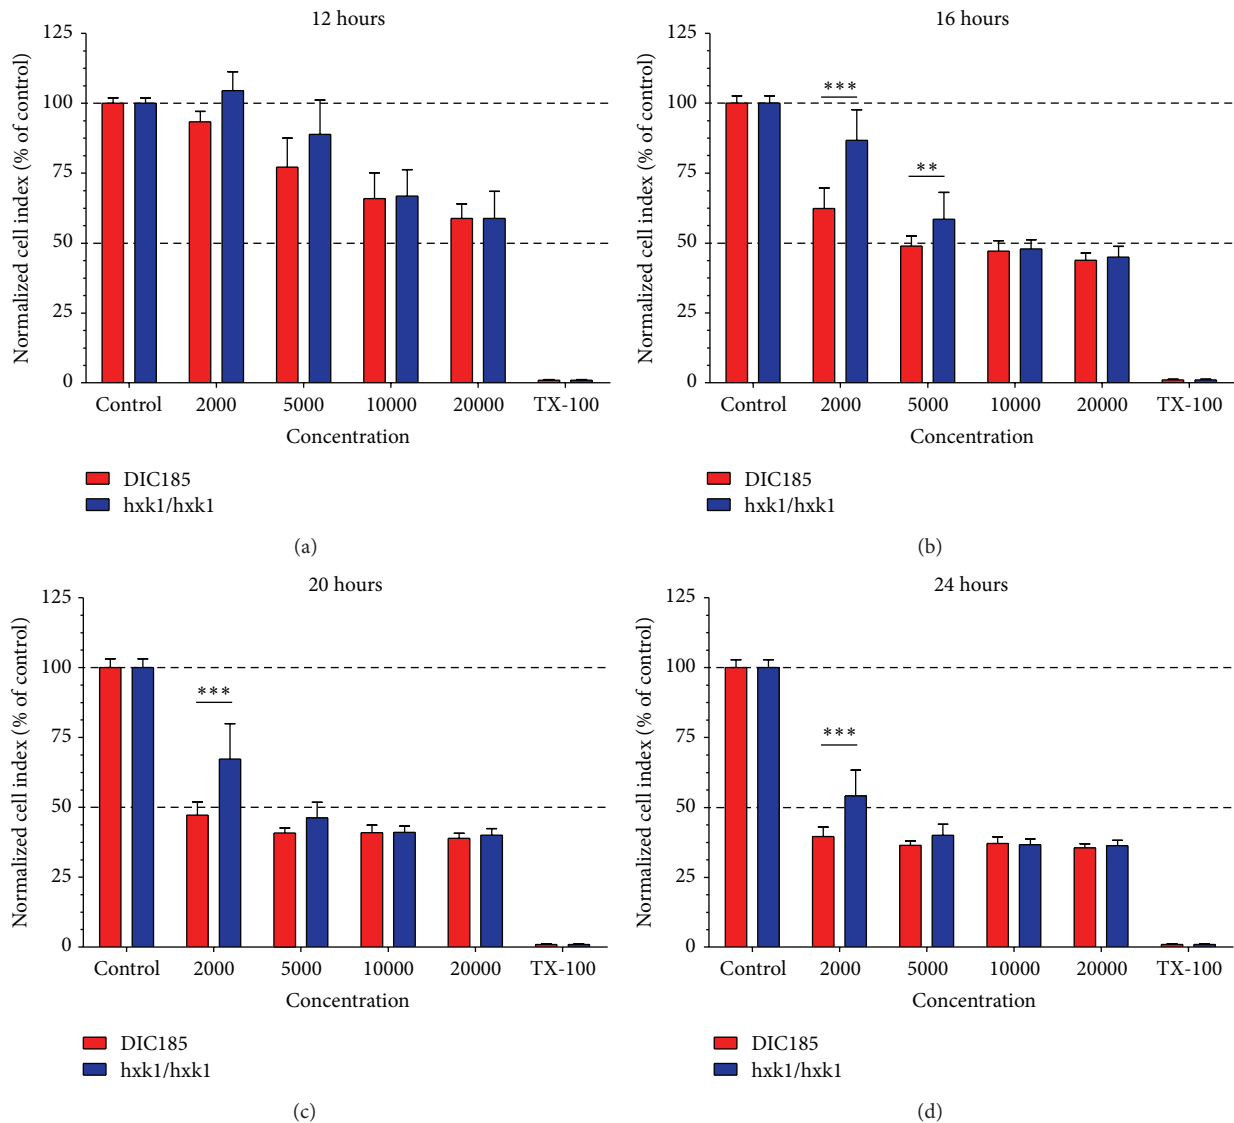 12 hours
Normalized cell index (% of control)
125
100
75
50
25
0
Control 2000 5000 10000 20000 TX-100
Concentration
DIC185
hxk1/hxk1
(a)
16 hours
Normalized cell index (% of control)
125
100
75
50
25
0
***
**
Control 2000 5000 10000 20000 TX-100
Concentration
DIC185
hxk1/hxk1
(b)
20 hours
Normalized cell index (% of control)
125
100
75
50
25
0
***
Control 2000 5000 10000 20000 TX-100
Concentration
DIC185
hxk1/hxk1
(c)
24 hours
Normalized cell index (% of control)
125
100
75
50
25
0
***
Control 2000 5000 10000 20000 TX-100
Concentration
DIC185
hxk1/hxk1
(d)